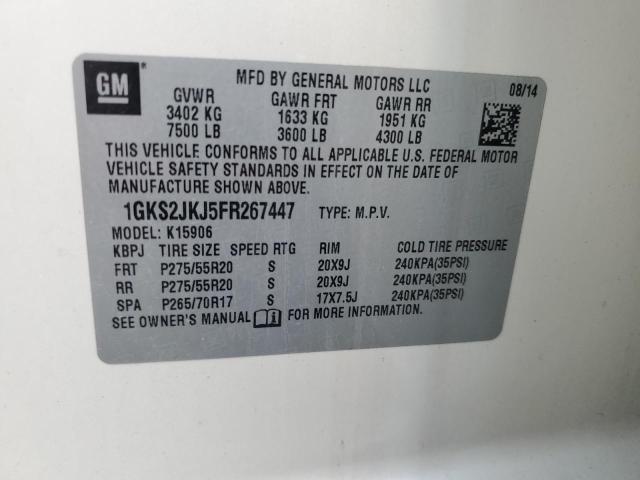 GM MFD BY GENERAL MOTORS LLC 08/14
GVWR GAWR FRT GAWR RR
3402 KG 1633 KG 1951 KG
7500 LB 3600 LB 4300 LB
THIS VEHICLE CONFORMS TO ALL APPLICABLE U.S. FEDERAL MOTOR
VEHICLE SAFETY STANDARDS IN EFFECT ON THE DATE OF
MANUFACTURE SHOWN ABOVE.
1GKS2JKJ5FR267447 TYPE: M.P.V.
MODEL: K15906
KBPJ TIRE SIZE SPEED RTG RIM COLD TIRE PRESSURE
FRT P275/55R20 S 20X9J 240KPA(35PSI)
RR P275/55R20 S 20X9J 240KPA(35PSI)
SPA P265/70R17 S 17X7.5J 240KPA(35PSI)
SEE OWNER'S MANUAL FOR MORE INFORMATION.